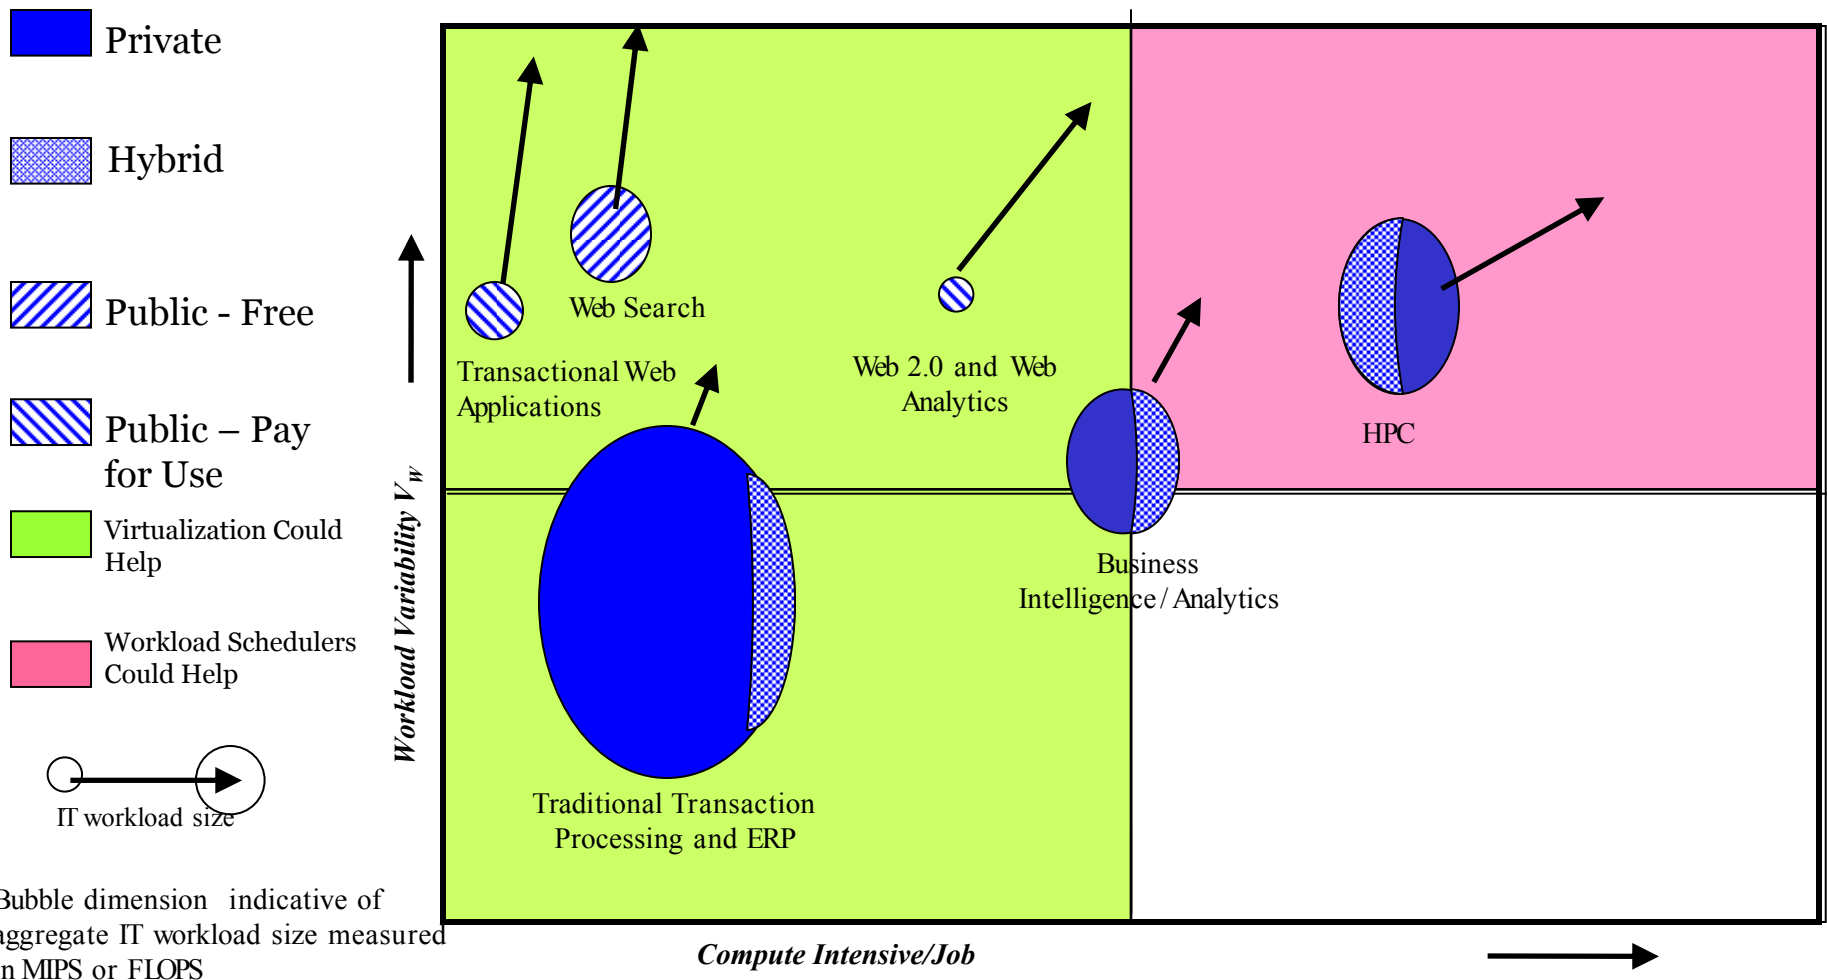 Private
Hybrid
Public - Free
Public – Pay
for Use
Virtualization Could
Help
Workload Schedulers
Could Help
IT workload size
Bubble dimension indicative of
aggregate IT workload size measured
in MIPS or FLOPS
Workload Variability VW
Web Search
Transactional Web
Applications
Web 2.0 and Web
Analytics
HPC
Business
Intelligence / Analytics
Traditional Transaction
Processing and ERP
Compute Intensive/Job